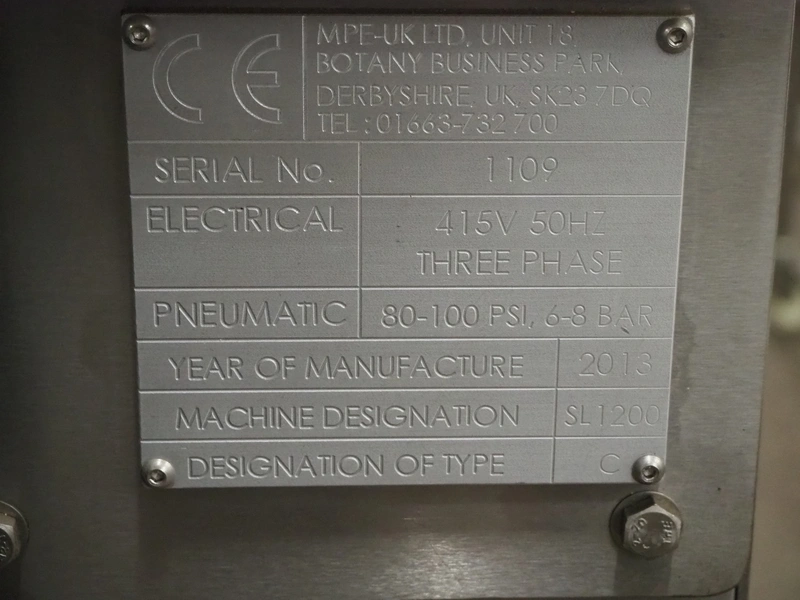 CE
MPE-UK LTD, UNIT 18,
BOTANY BUSINESS PARK,
DERBYSHIRE, UK, SK23 7DQ
TEL : 01663-732 700
SERIAL No. 1109
ELECTRICAL 415V 50HZ
THREE PHASE
PNEUMATIC 80-100 PSI, 6-8 BAR
YEAR OF MANUFACTURE 2013
MACHINE DESIGNATION SL1200
DESIGNATION OF TYPE C